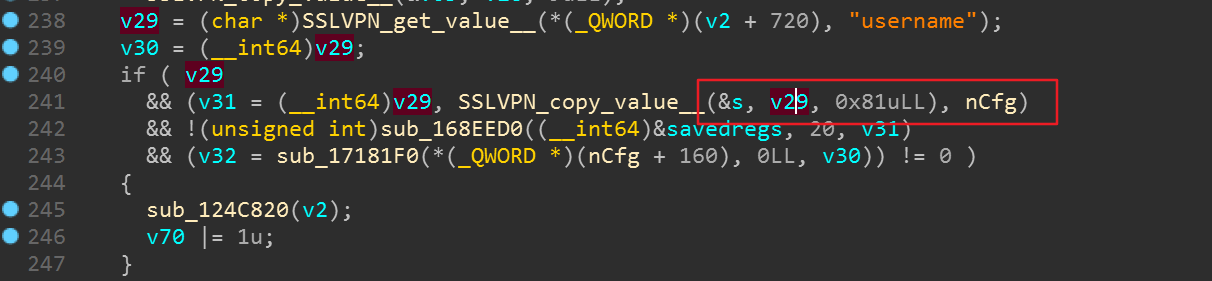 238 v29 = (char *)SSLVPN_get_value__(*(_QWORD *)(v2 + 720), "username");
239 v30 = (__int64)v29;
240 if ( v29
241 && (v31 = (__int64)v29, SSLVPN_copy_value__(&s, v29, 0x81uLL), nCfg)
242 && !(unsigned int)sub_168EED0((__int64)&savedregs, 20, v31)
243 && (v32 = sub_17181F0(*(_QWORD *)(nCfg + 160), 0LL, v30)) != 0 )
244 {
245 sub_124C820(v2);
246 v70 |= 1u;
247 }